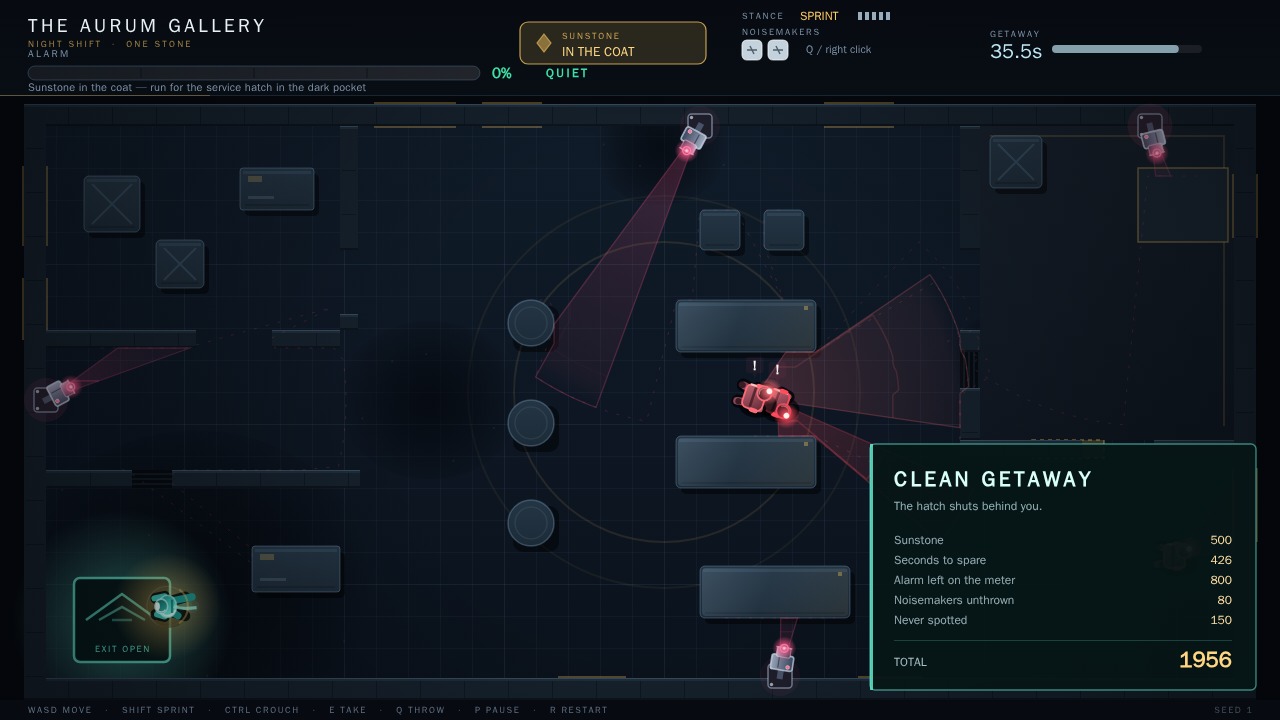 THE AURUM GALLERY
NIGHT SHIFT · ONE STONE
ALARM
0% QUIET
Sunstone in the coat — run for the service hatch in the dark pocket
SUNSTONE
IN THE COAT
STANCE SPRINT
NOISEMAKERS
Q / right click
GETAWAY
35.5s
! !
EXIT OPEN
CLEAN GETAWAY
The hatch shuts behind you.
Sunstone 500
Seconds to spare 426
Alarm left on the meter 800
Noisemakers unthrown 80
Never spotted 150
TOTAL 1956
WASD MOVE · SHIFT SPRINT · CTRL CROUCH · E TAKE · Q THROW · P PAUSE · R RESTART
SEED 1